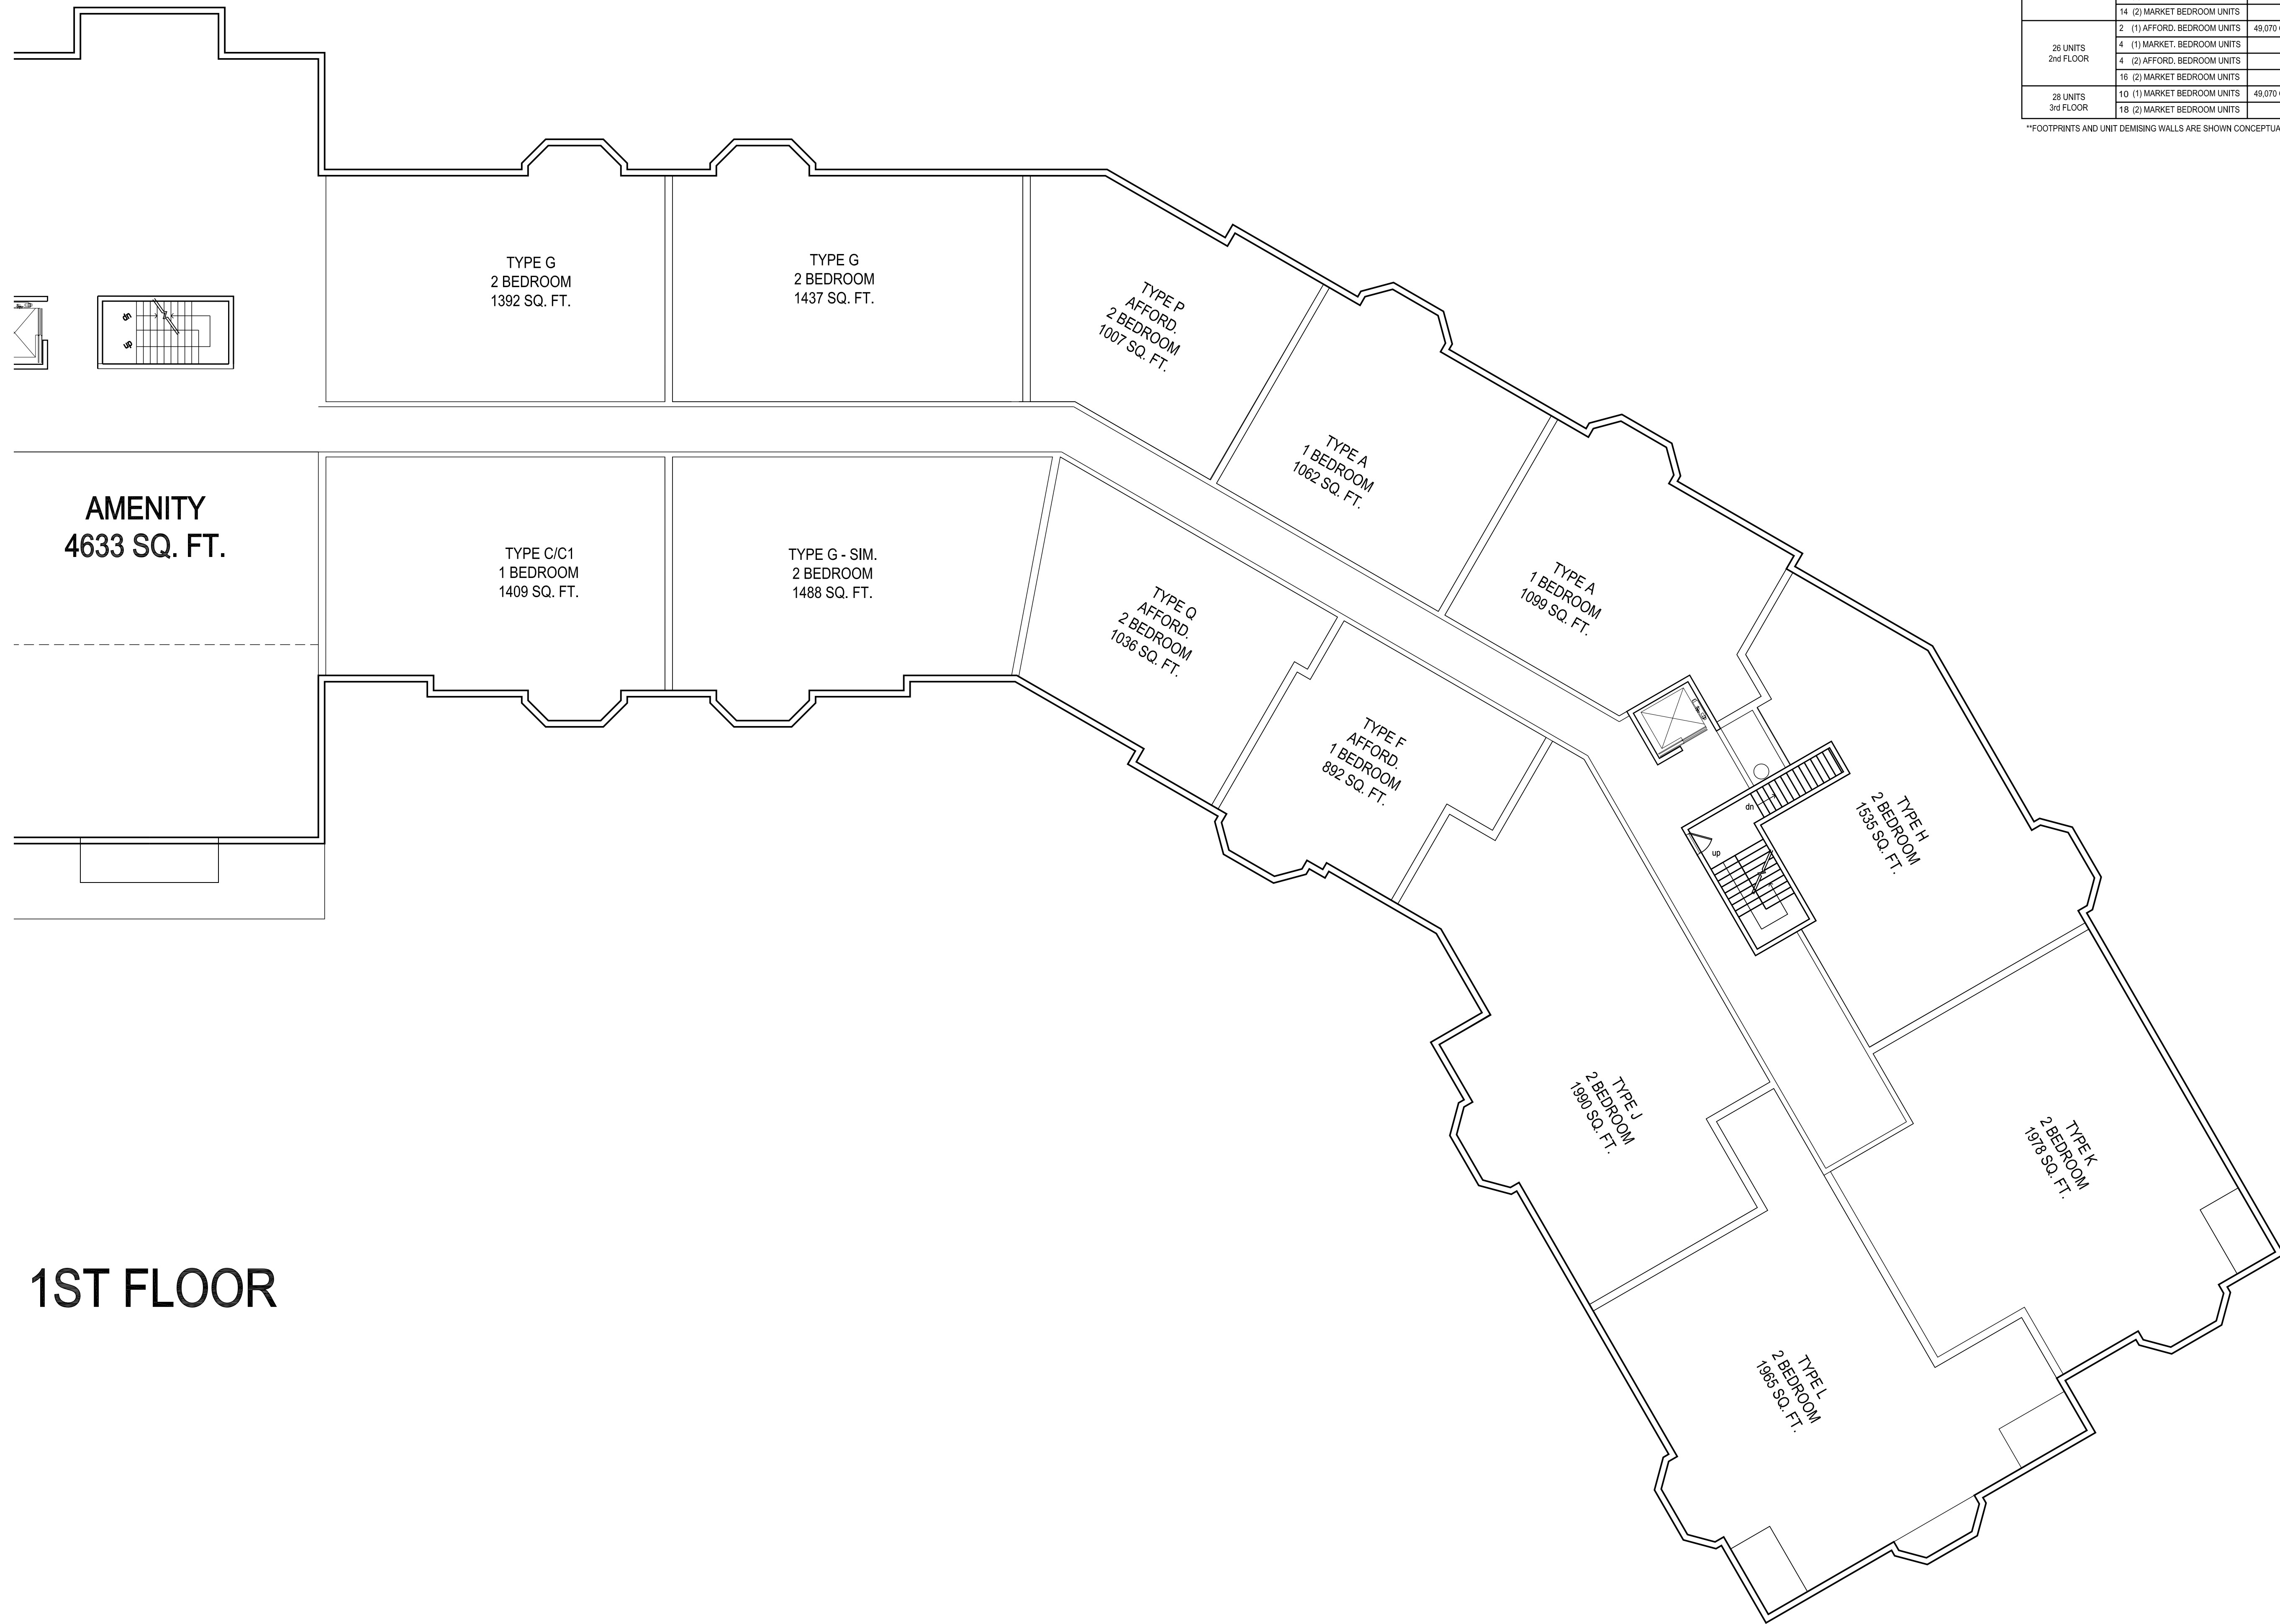 14 (2) MARKET BEDROOM UNITS
26 UNITS
2nd FLOOR
2 (1) AFFORD. BEDROOM UNITS 49,070
4 (1) MARKET. BEDROOM UNITS
4 (2) AFFORD. BEDROOM UNITS
16 (2) MARKET BEDROOM UNITS
28 UNITS
3rd FLOOR
10 (1) MARKET BEDROOM UNITS 49,070
18 (2) MARKET BEDROOM UNITS
**FOOTPRINTS AND UNIT DEMISING WALLS ARE SHOWN CONCEPTUA
TYPE G
2 BEDROOM
1392 SQ. FT.
TYPE G
2 BEDROOM
1437 SQ. FT.
TYPE P
AFFORD.
2 BEDROOM
1007 SQ. FT.
TYPE A
1 BEDROOM
1062 SQ. FT.
TYPE A
1 BEDROOM
1099 SQ. FT.
AMENITY
4633 SQ. FT.
TYPE C/C1
1 BEDROOM
1409 SQ. FT.
TYPE G - SIM.
2 BEDROOM
1488 SQ. FT.
TYPE Q
AFFORD.
2 BEDROOM
1036 SQ. FT.
TYPE F
AFFORD.
1 BEDROOM
892 SQ. FT.
dn
up
TYPE H
2 BEDROOM
1535 SQ. FT.
TYPE J
2 BEDROOM
1990 SQ. FT.
TYPE K
2 BEDROOM
1978 SQ. FT.
TYPE L
2 BEDROOM
1965 SQ. FT.
1ST FLOOR